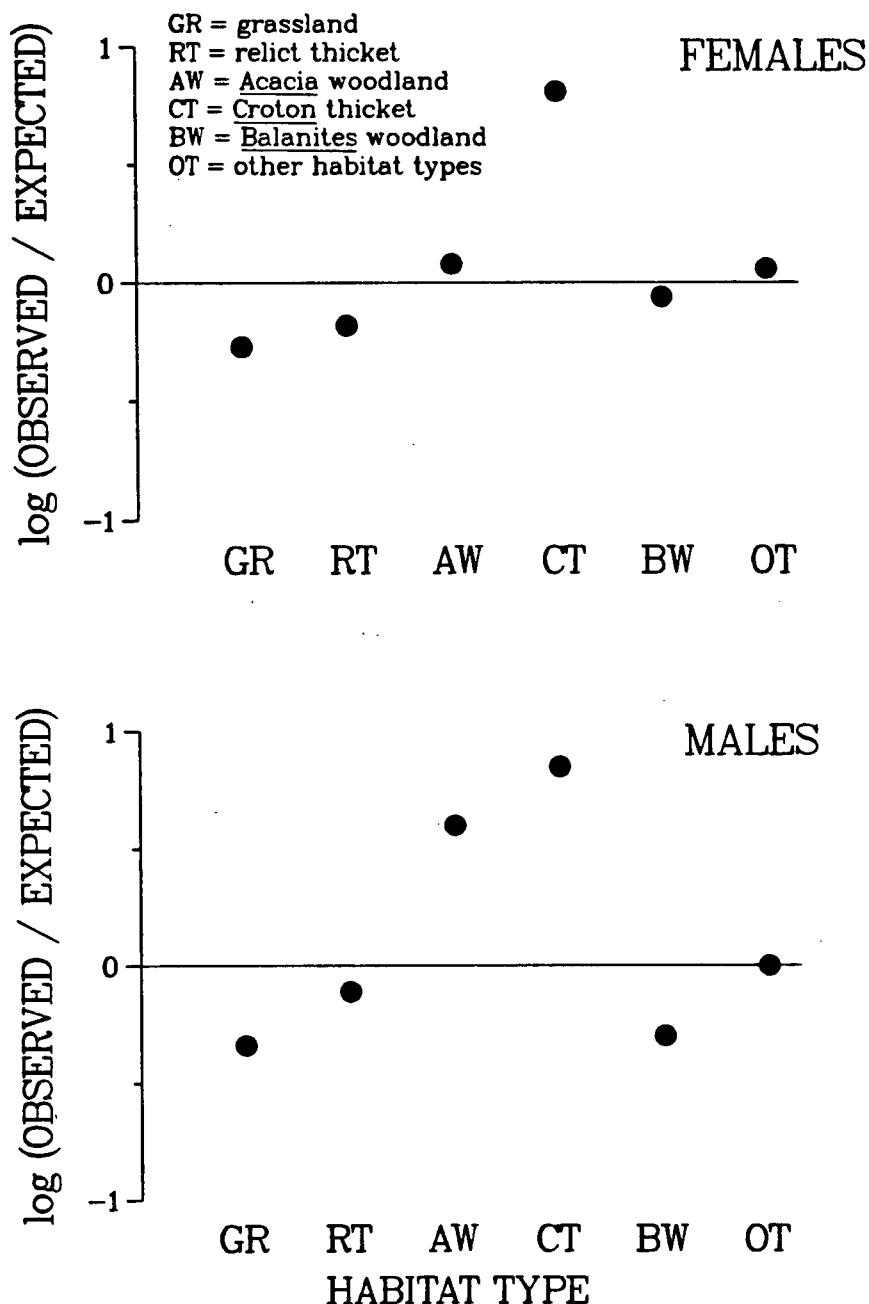 GR = grassland
RT = relict thicket
AW = Acacia woodland
CT = Croton thicket
BW = Balanites woodland
OT = other habitat types
FEMALES
log (OBSERVED / EXPECTED)
1
0
-1
GR RT AW CT BW OT
MALES
log (OBSERVED / EXPECTED)
1
0
-1
GR RT AW CT BW OT
HABITAT TYPE